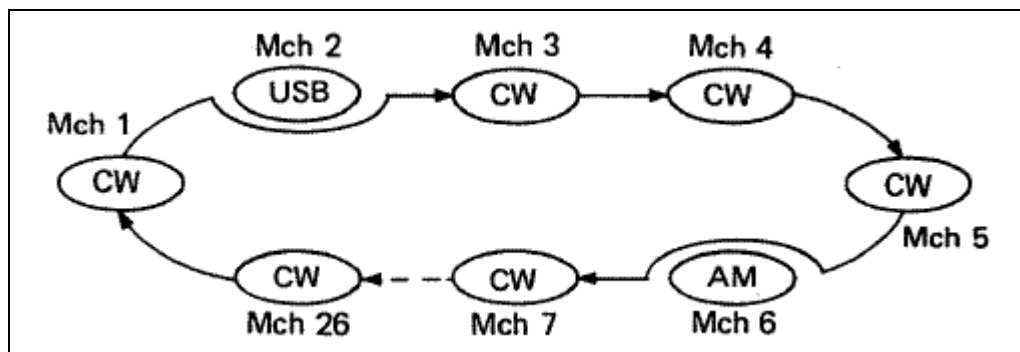 Mch 2
USB
Mch 3
CW
Mch 4
CW
Mch 1
CW
CW
Mch 5
CW
Mch 26
CW
Mch 7
AM
Mch 6